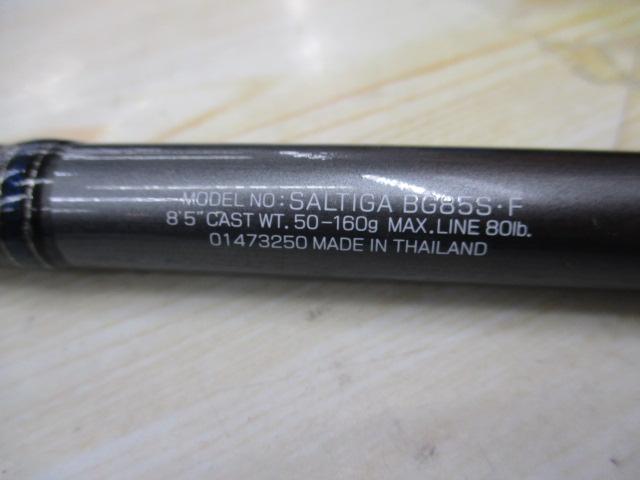 MODEL NO:SALTIGA BG85S・F
8'5" CAST WT. 50-160g MAX.LINE 80lb.
01473250 MADE IN THAILAND